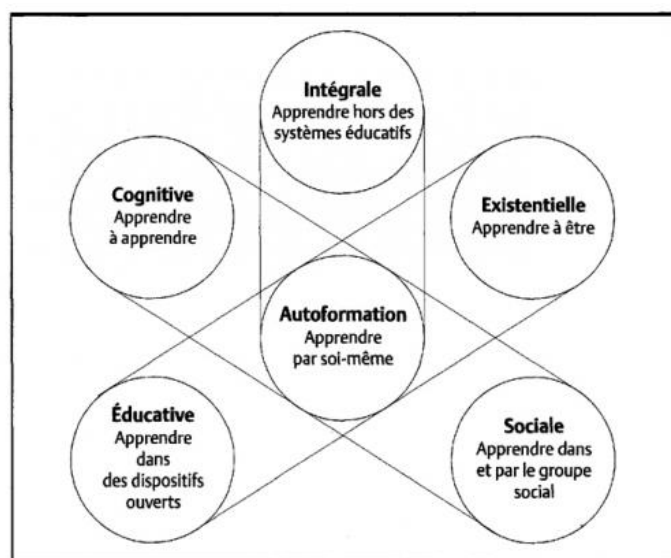 Intégrale
Apprendre hors des
systèmes éducatifs
Cognitive
Apprendre
à apprendre
Existentielle
Apprendre à être
Autoformation
Apprendre
par soi-même
Éducative
Apprendre
dans
des dispositifs
ouverts
Sociale
Apprendre dans
et par le groupe
social